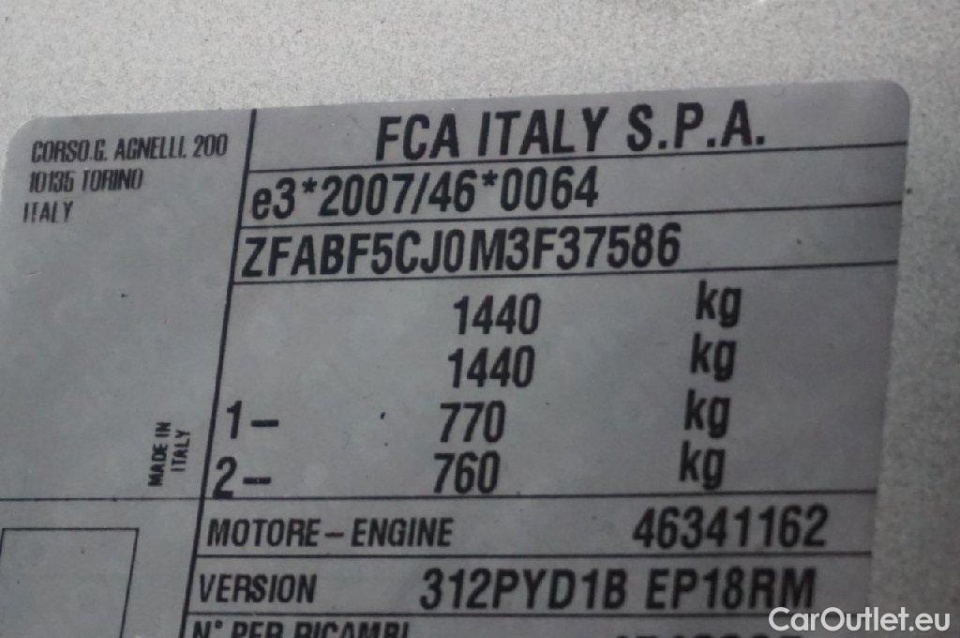 CORSO.G. AGNELLI. 200
10135 TORINO
ITALY
FCA ITALY S.P.A.
e3*2007/46*0064
ZFABF5CJ0M3F37586
1440 kg
1440 kg
1- 770 kg
2- 760 kg
MADE IN
ITALY
MOTORE-ENGINE 46341162
VERSION 312PYD1B EP18RM
N° PER RICAMBI
CarOutlet.eu